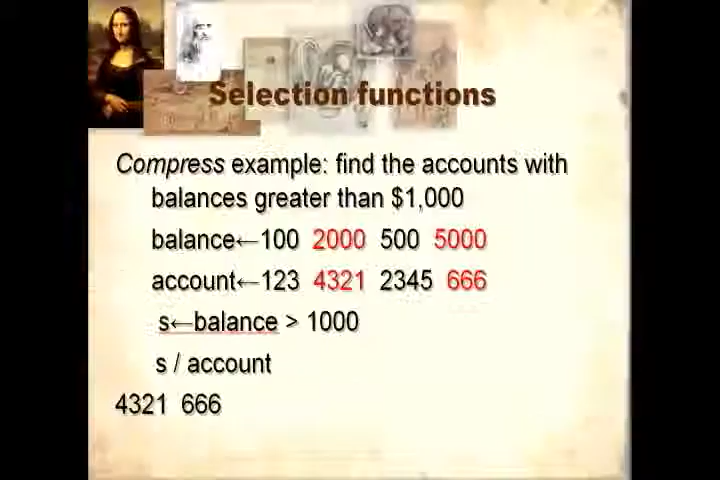 Selection functions
Compress example: find the accounts with
balances greater than $1,000
balance←100 2000 500 5000
account←123 4321 2345 666
s←balance > 1000
s / account
4321 666